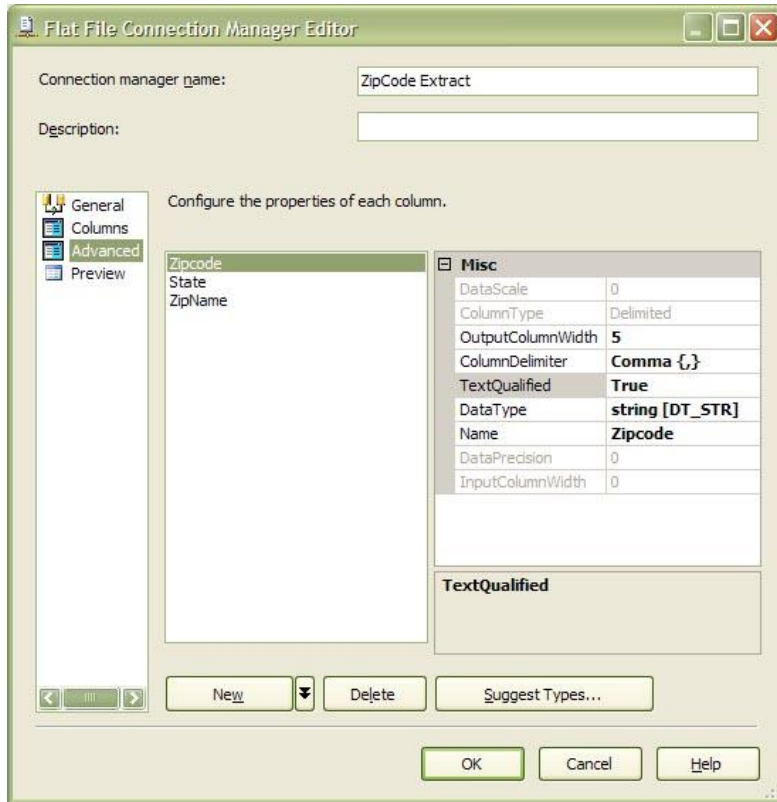 Flat File Connection Manager Editor
Connection manager name: ZipCode Extract
Description:
General
Columns
Advanced
Preview
Configure the properties of each column.
Zipcode
State
ZipName
Misc
DataScale 0
ColumnType Delimited
OutputColumnWidth 5
ColumnDelimiter Comma {,}
TextQualified True
DataType string [DT_STR]
Name Zipcode
DataPrecision 0
InputColumnWidth 0
TextQualified
New Delete Suggest Types...
OK Cancel Help